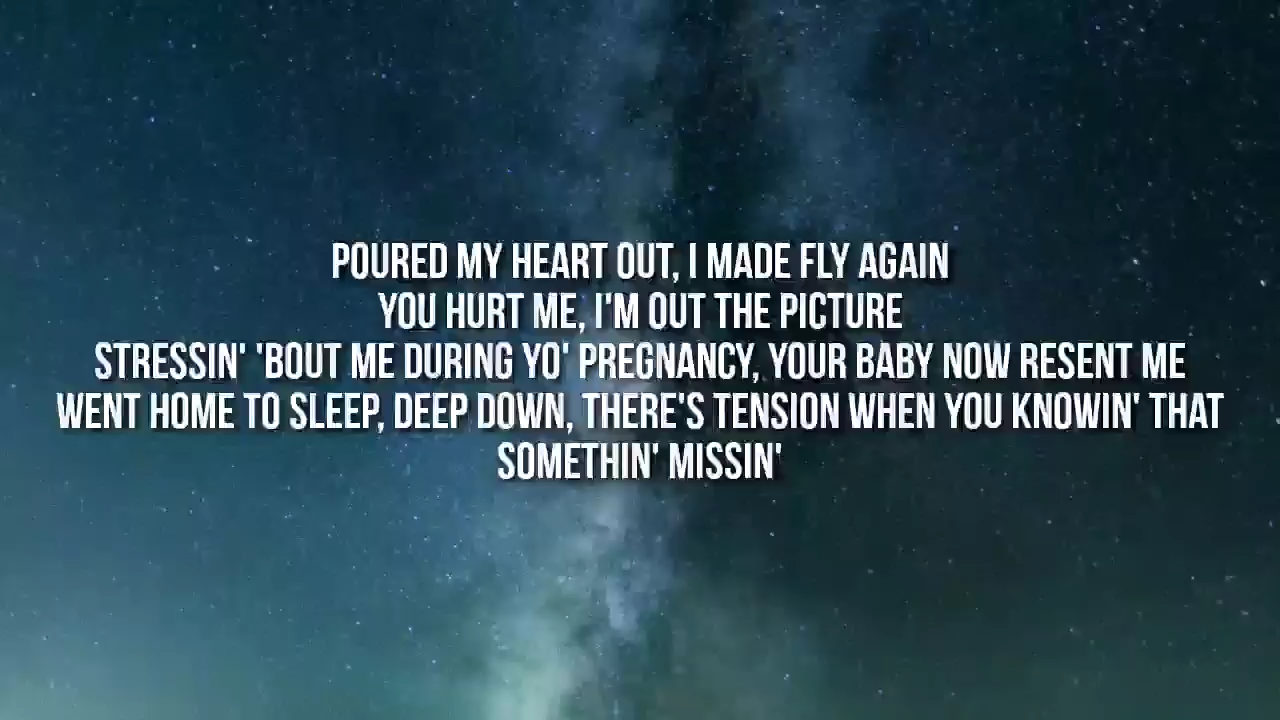 POURED MY HEART OUT, I MADE FLY AGAIN
YOU HURT ME, I'M OUT THE PICTURE
STRESSIN' 'BOUT ME DURING YO' PREGNANCY, YOUR BABY NOW RESENT ME
WENT HOME TO SLEEP, DEEP DOWN, THERE'S TENSION WHEN YOU KNOWIN' THAT
SOMETHIN' MISSIN'